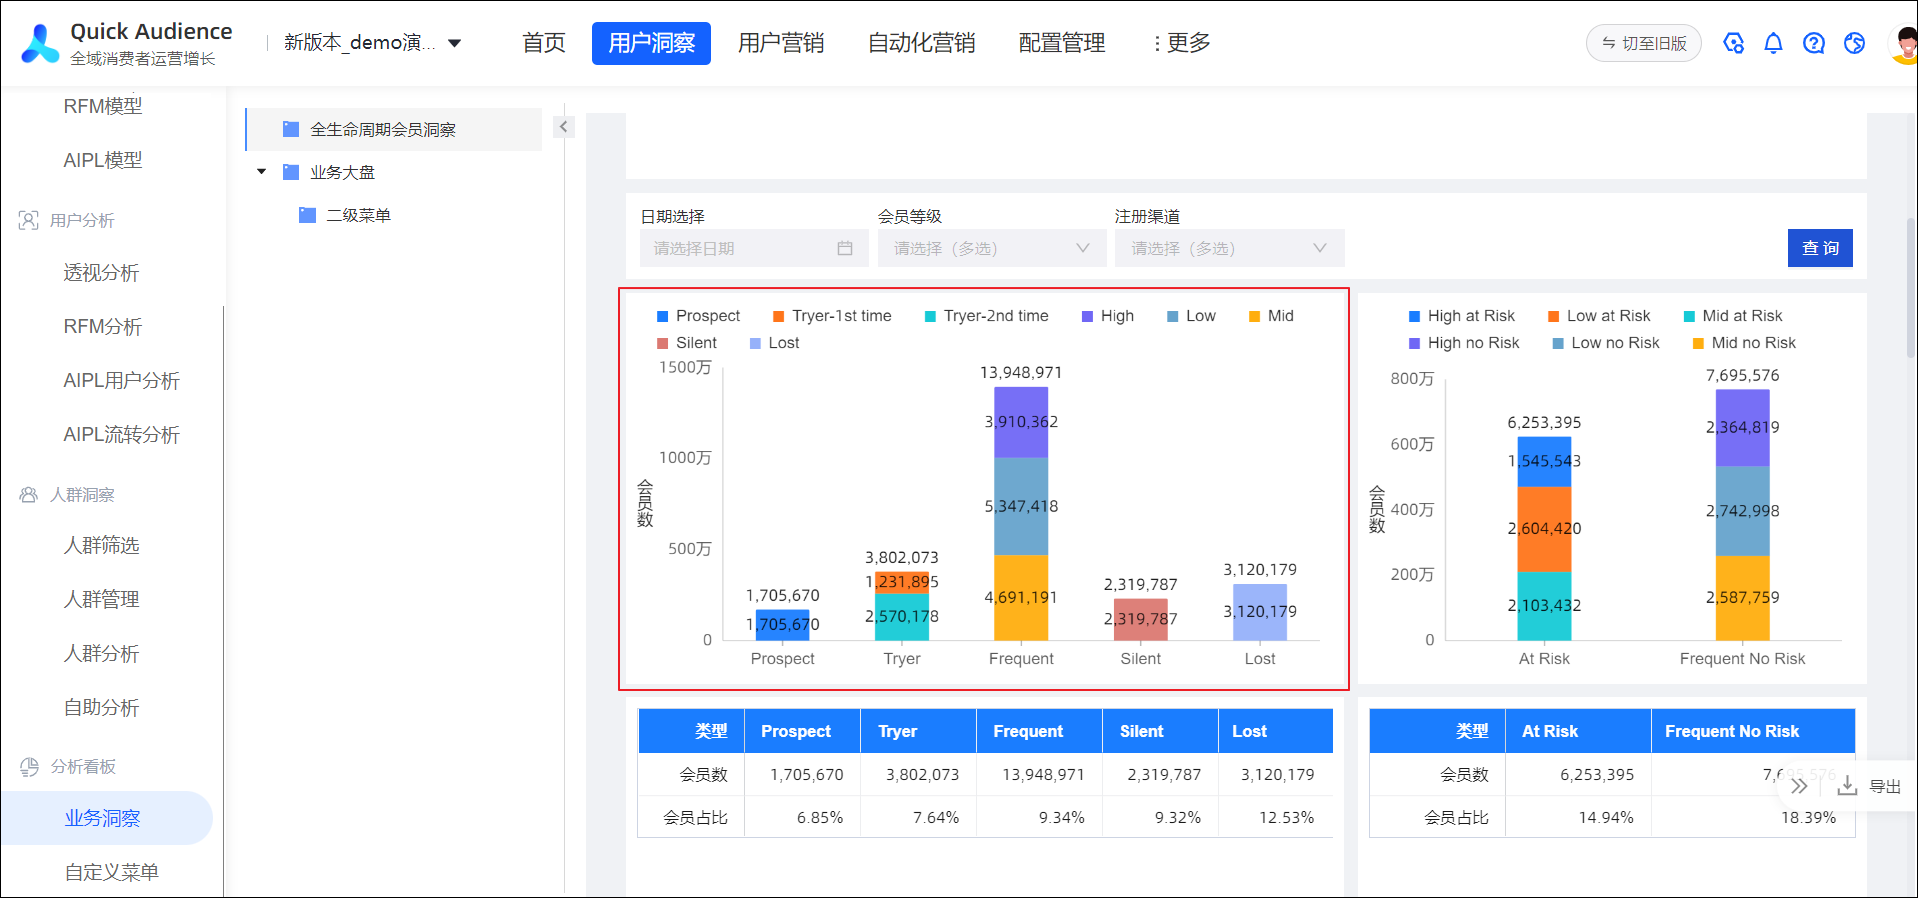 Quick Audience
全域消费者运营增长
新版本_demo演...
首页
用户洞察
用户营销
自动化营销
配置管理
更多
切至旧版
RFM模型
AIPL模型
用户分析
透视分析
RFM分析
AIPL用户分析
AIPL流转分析
人群洞察
人群筛选
人群管理
人群分析
自助分析
分析看板
业务洞察
自定义菜单
全生命周期会员洞察
业务大盘
二级菜单
日期选择 会员等级 注册渠道
请选择日期 请选择（多选） 请选择（多选）
查 询
Prospect Tryer-1st time Tryer-2nd time High Low Mid
Silent Lost
1500万
1000万
500万
0
会员数
13,948,971
3,910,362
5,347,418
4,691,191
3,802,073
1,231,895
2,570,178
1,705,670
1,705,670
2,319,787
2,319,787
3,120,179
3,120,179
Prospect Tryer Frequent Silent Lost
High at Risk Low at Risk Mid at Risk
High no Risk Low no Risk Mid no Risk
800万
600万
400万
200万
0
会员数
6,253,395
1,545,543
2,604,420
2,103,432
7,695,576
2,364,819
2,742,998
2,587,759
At Risk Frequent No Risk
类型 Prospect Tryer Frequent Silent Lost
会员数 1,705,670 3,802,073 13,948,971 2,319,787 3,120,179
会员占比 6.85% 7.64% 9.34% 9.32% 12.53%
类型 At Risk Frequent No Risk
会员数 6,253,395 7,695,576
会员占比 14.94% 18.39%
导出